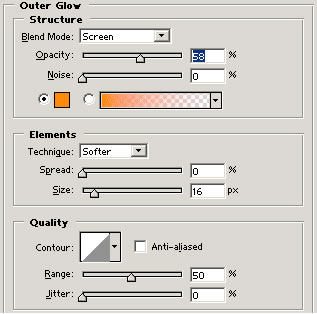 Outer Glow
Structure
Blend Mode: Screen
Opacity: 58 %
Noise: 0 %
Elements
Technique: Softer
Spread: 0 %
Size: 16 px
Quality
Contour: Anti-aliased
Range: 50 %
Jitter: 0 %